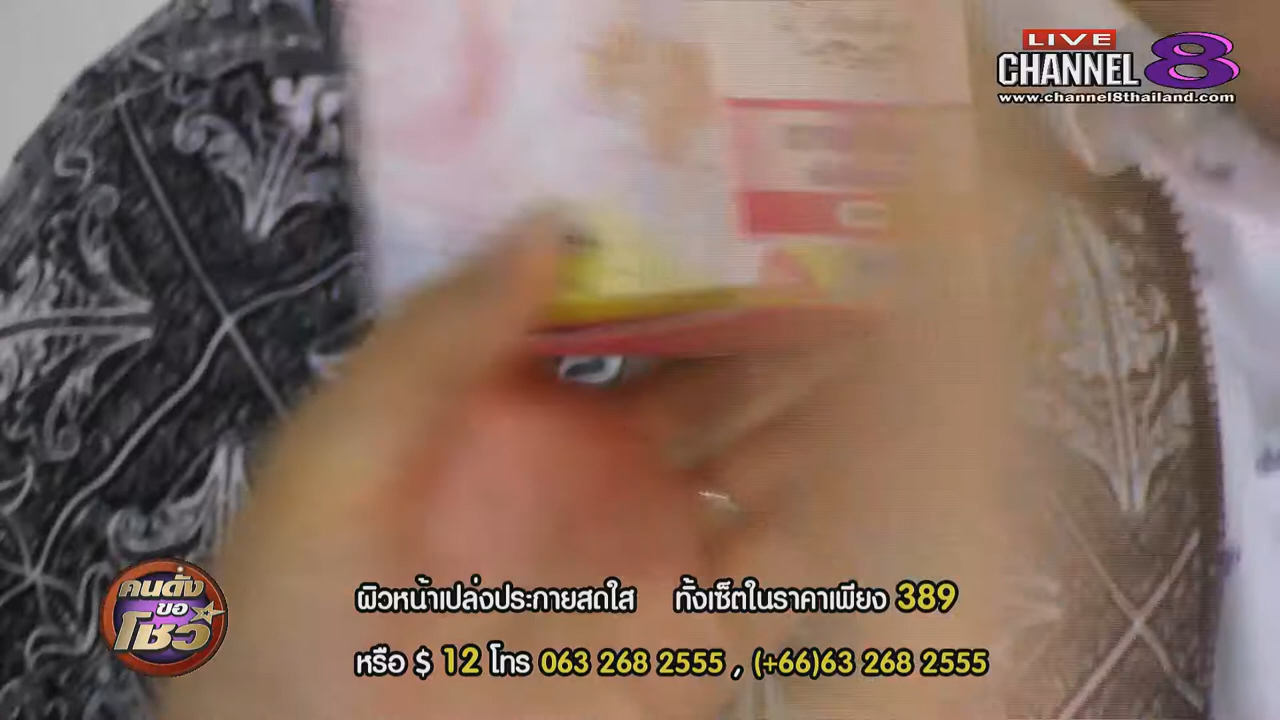 LIVE
CHANNEL 8
www.channel8thailand.com
คนดัง
ขอ
โชว์
ผิวหน้าเปล่งประกายสดใส ทั้งเซ็ตในราคาเพียง 389
หรือ $ 12 โทร 063 268 2555 , (+66)63 268 2555